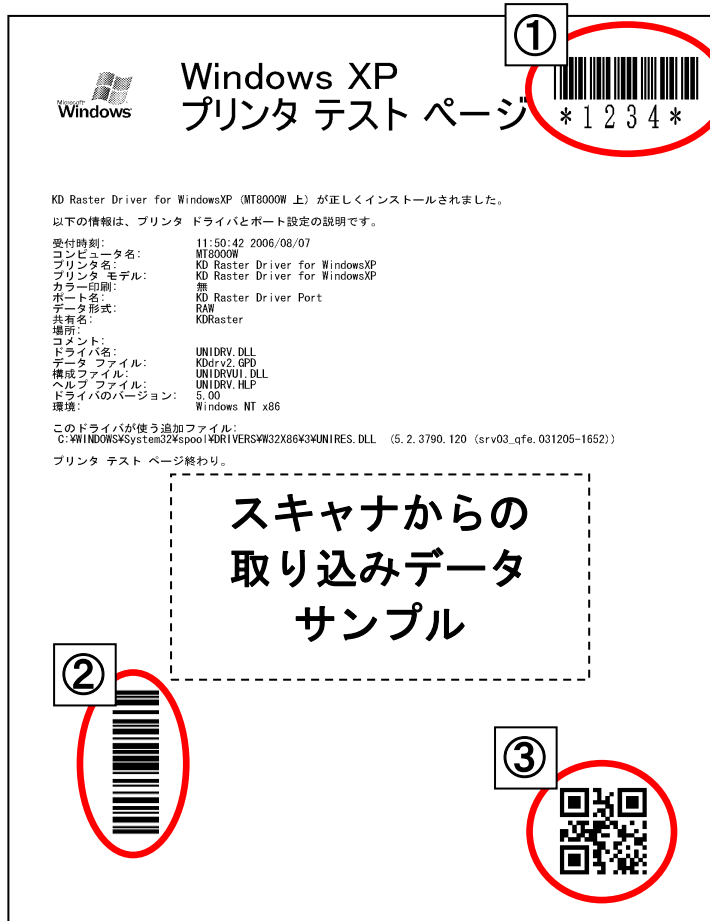 ①
Windows XP
プリンタ テスト ページ
Microsoft
Windows
*1234*
KD Raster Driver for WindowsXP (MT8000W 上) が正しくインストールされました。
以下の情報は、プリンタ ドライバとポート設定の説明です。
受付時刻: 11:50:42 2006/08/07
コンピュータ名: MT8000W
プリンタ名: KD Raster Driver for WindowsXP
プリンタ モデル: KD Raster Driver for WindowsXP
カラー印刷: 無
ポート名: KD Raster Driver Port
データ形式: RAW
共有名: KDRaster
場所:
コメント:
ドライバ名: UNIDRV.DLL
データ ファイル: KDdrv2.GPD
構成ファイル: UNIDRVUI.DLL
ヘルプ ファイル: UNIDRV.HLP
ドライバのバージョン: 5.00
環境: Windows NT x86
このドライバが使う追加ファイル:
C:¥WINDOWS¥System32¥spool¥DRIVERS¥W32X86¥3¥UNIRES.DLL (5.2.3790.120 (srv03_qfe.031205-1652))
プリンタ テスト ページ終わり。
スキャナからの
取り込みデータ
サンプル
②
③